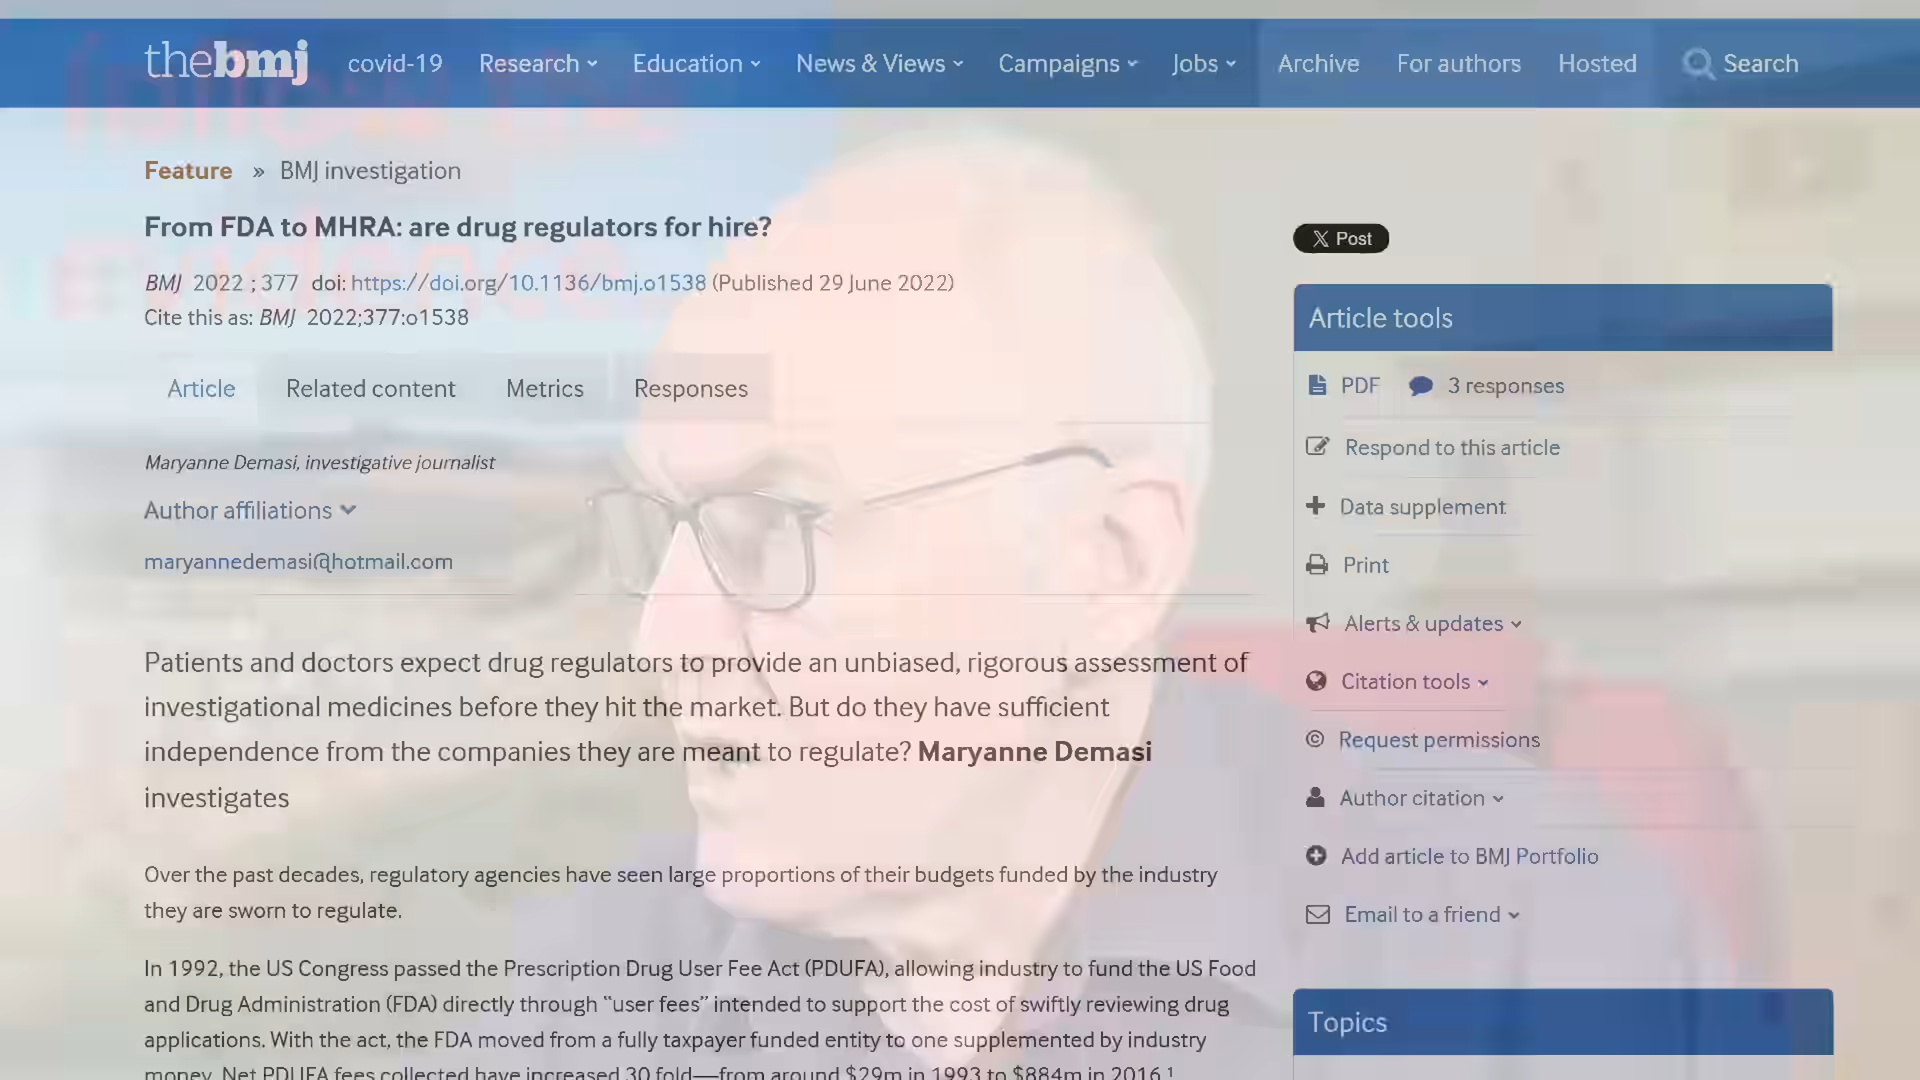 thebmj covid-19 Research Education News & Views Campaigns Jobs Archive For authors Hosted Search
Feature » BMJ investigation
From FDA to MHRA: are drug regulators for hire?
BMJ 2022 ; 377 doi: https://doi.org/10.1136/bmj.o1538 (Published 29 June 2022)
Cite this as: BMJ 2022;377:o1538
Article Related content Metrics Responses
Maryanne Demasi, investigative journalist
Author affiliations
maryannedemasi@hotmail.com
Patients and doctors expect drug regulators to provide an unbiased, rigorous assessment of
investigational medicines before they hit the market. But do they have sufficient
independence from the companies they are meant to regulate? Maryanne Demasi
investigates
Over the past decades, regulatory agencies have seen large proportions of their budgets funded by the industry
they are sworn to regulate.
In 1992, the US Congress passed the Prescription Drug User Fee Act (PDUFA), allowing industry to fund the US Food
and Drug Administration (FDA) directly through “user fees” intended to support the cost of swiftly reviewing drug
applications. With the act, the FDA moved from a fully taxpayer funded entity to one supplemented by industry
money. Net PDUFA fees collected have increased 30 fold—from around $29m in 1993 to $884m in 2016.1
X Post
Article tools
PDF 3 responses
Respond to this article
Data supplement
Print
Alerts & updates
Citation tools
© Request permissions
Author citation
Add article to BMJ Portfolio
Email to a friend
Topics